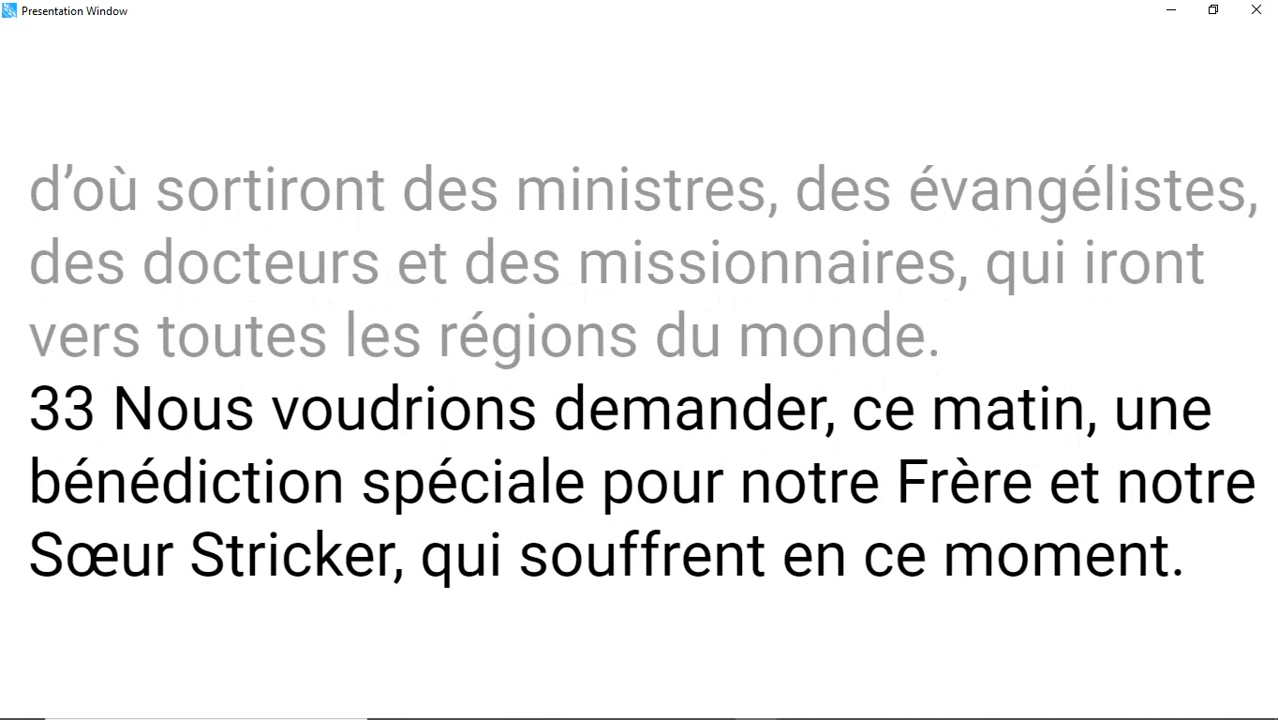 Presentation Window
d’où sortiront des ministres, des évangélistes,
des docteurs et des missionnaires, qui iront
vers toutes les régions du monde.
33 Nous voudrions demander, ce matin, une
bénédiction spéciale pour notre Frère et notre
Sœur Stricker, qui souffrent en ce moment.